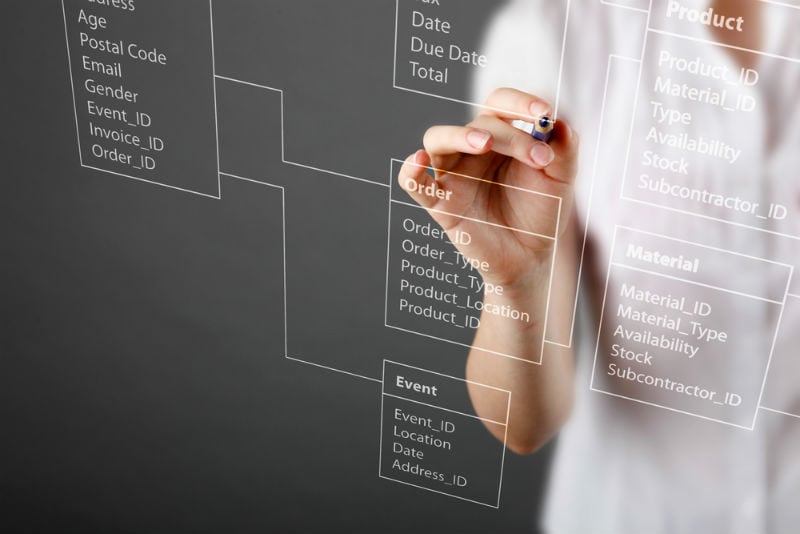 Address
Age
Postal Code
Email
Gender
Event_ID
Invoice_ID
Order_ID
Date
Due Date
Total
Order
Order_ID
Order_Type
Product_Type
Product_Location
Product_ID
Event
Event_ID
Location
Date
Address_ID
Product
Product_ID
Material_ID
Type
Availability
Stock
Subcontractor_ID
Material
Material_ID
Material_Type
Availability
Stock
Subcontractor_ID